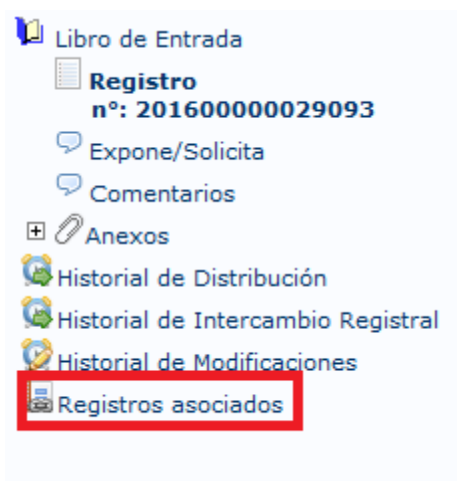 Libro de Entrada
Registro
nº: 201600000029093
Expone/Solicita
Comentarios
Anexos
Historial de Distribución
Historial de Intercambio Registral
Historial de Modificaciones
Registros asociados